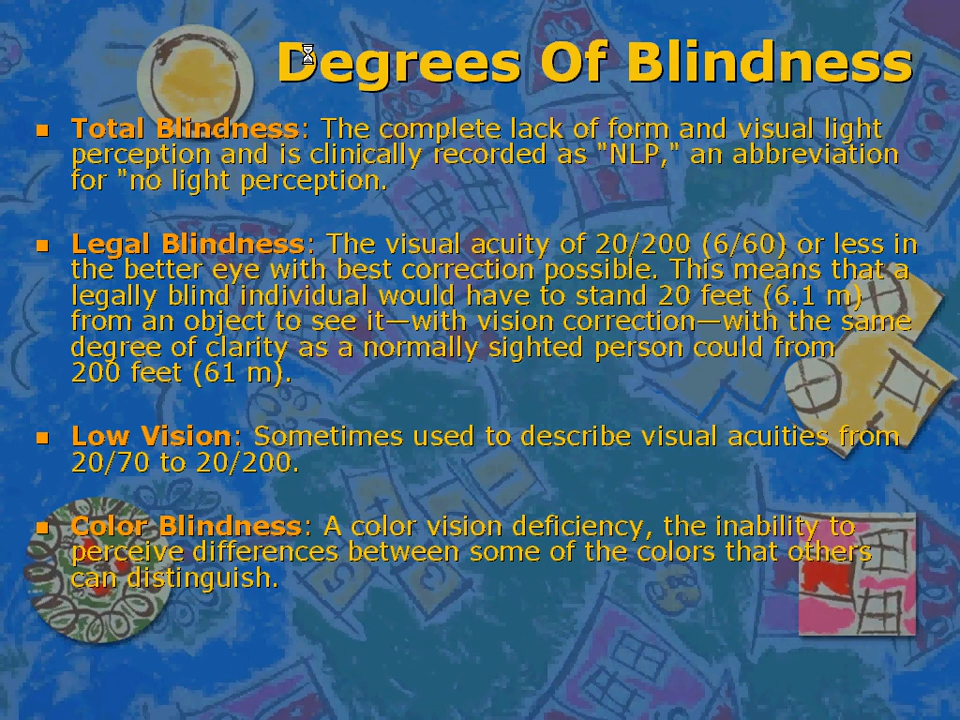 Degrees Of Blindness
Total Blindness: The complete lack of form and visual light
perception and is clinically recorded as "NLP," an abbreviation
for "no light perception.
Legal Blindness: The visual acuity of 20/200 (6/60) or less in
the better eye with best correction possible. This means that a
legally blind individual would have to stand 20 feet (6.1 m)
from an object to see it—with vision correction—with the same
degree of clarity as a normally sighted person could from
200 feet (61 m).
Low Vision: Sometimes used to describe visual acuities from
20/70 to 20/200.
Color Blindness: A color vision deficiency, the inability to
perceive differences between some of the colors that others
can distinguish.